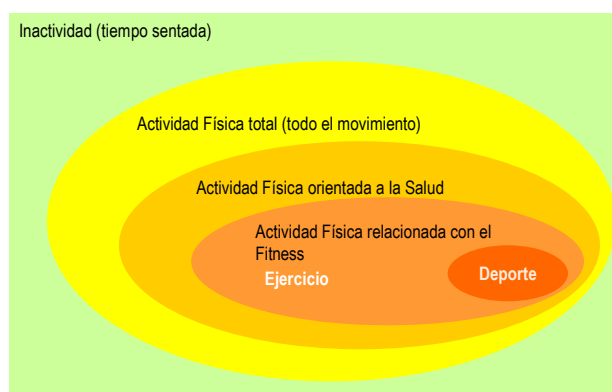 Inactividad (tiempo sentada)
Actividad Física total (todo el movimiento)
Actividad Física orientada a la Salud
Actividad Física relacionada con el
Fitness
Ejercicio
Deporte